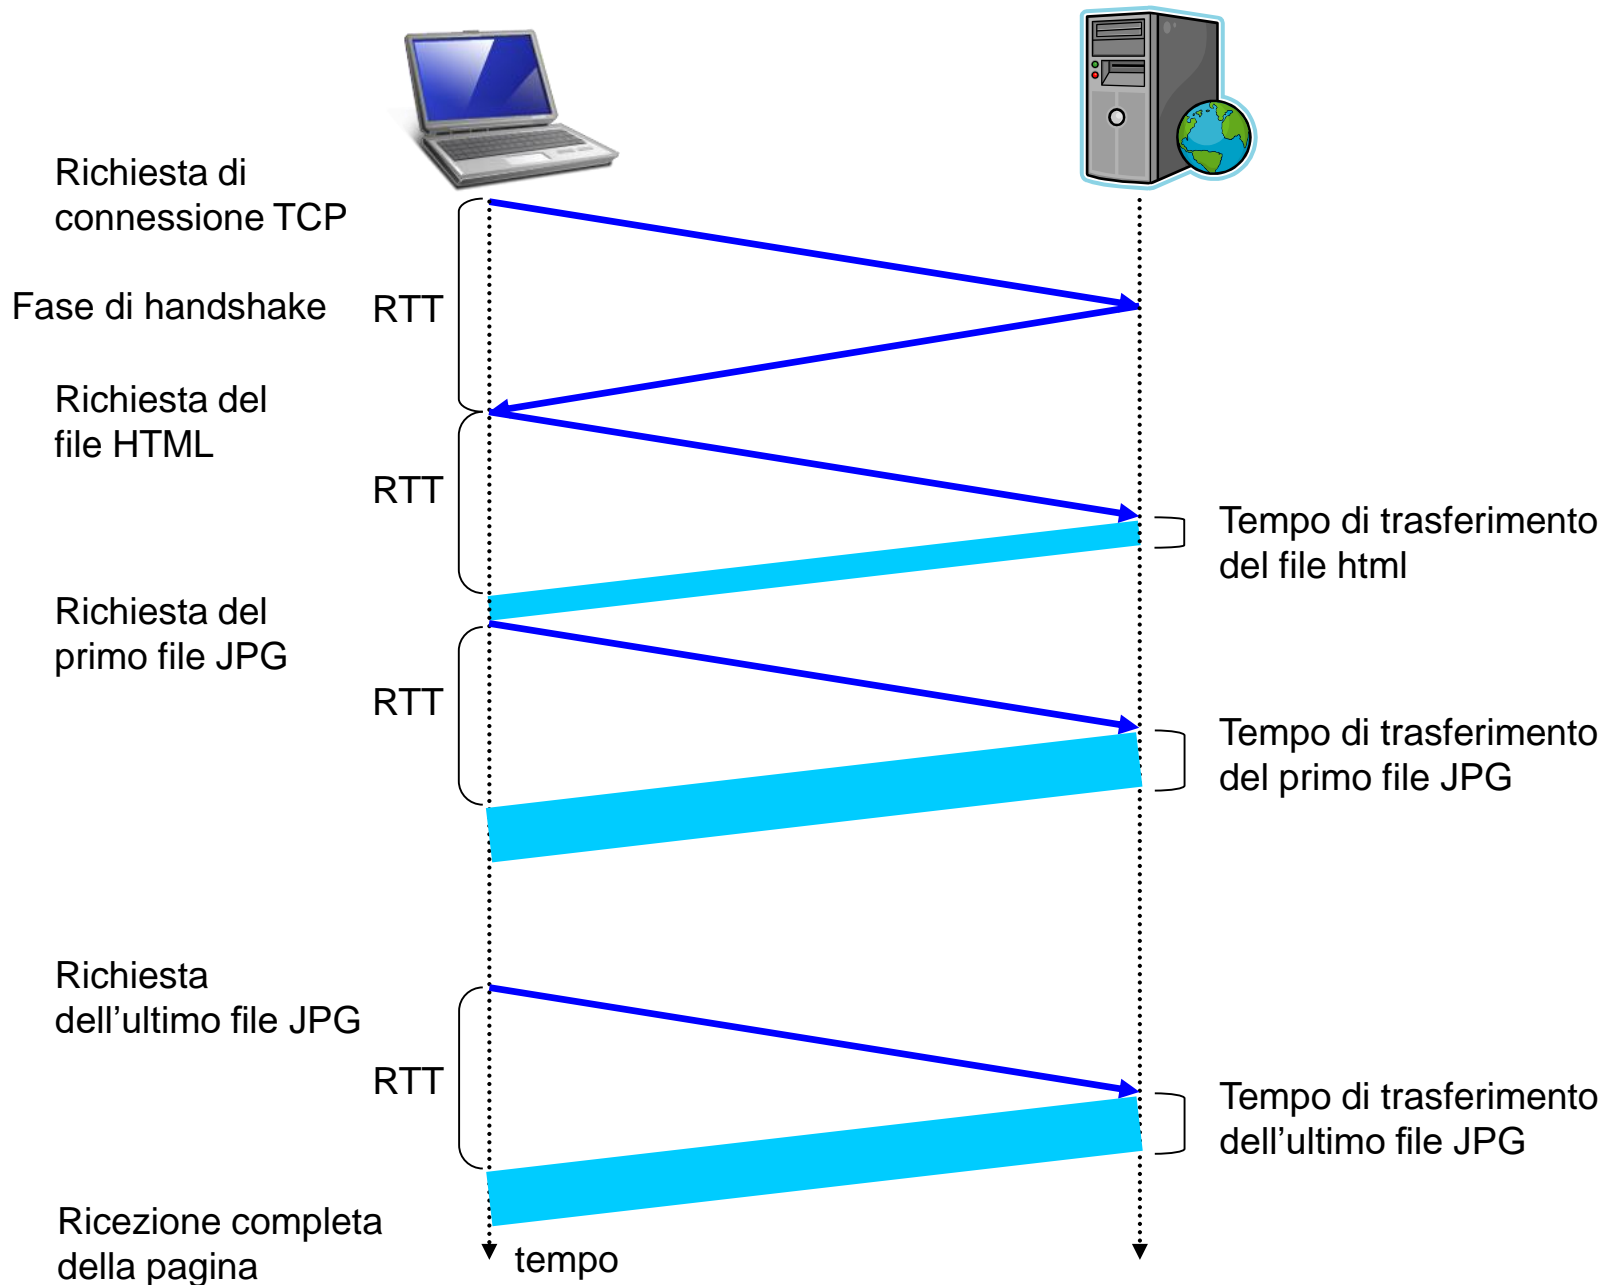 Richiesta di
connessione TCP
Fase di handshake
RTT
Richiesta del
file HTML
RTT
Tempo di trasferimento
del file html
Richiesta del
primo file JPG
RTT
Tempo di trasferimento
del primo file JPG
Richiesta
dell’ultimo file JPG
RTT
Tempo di trasferimento
dell’ultimo file JPG
Ricezione completa
della pagina
tempo